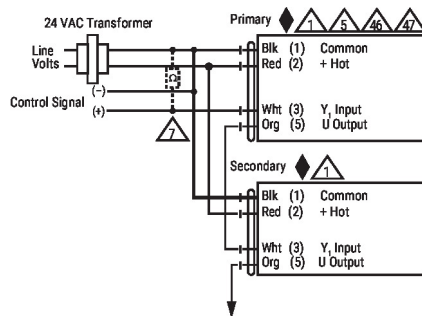 24 VAC Transformer
Primary 1 5 46 47
Line
Volts
Blk (1) Common
Red (2) + Hot
(–)
Ω
Control Signal (+)
Wht (3) Y1 Input
Org (5) U Output
7
Secondary 1
Blk (1) Common
Red (2) + Hot
Wht (3) Y1 Input
Org (5) U Output